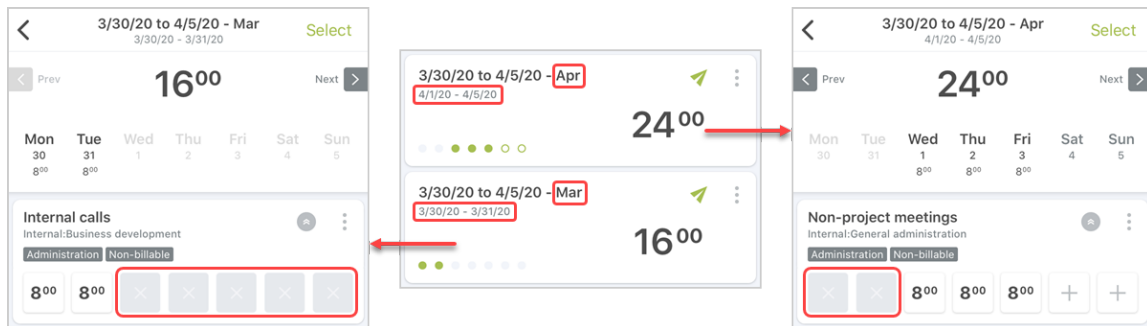 3/30/20 to 4/5/20 - Mar
3/30/20 - 3/31/20
Select
Prev
16⁰⁰
Next
Mon Tue Wed Thu Fri Sat Sun
30 31 1 2 3 4 5
8⁰⁰ 8⁰⁰
Internal calls
Internal:Business development
Administration Non-billable
8⁰⁰ 8⁰⁰
3/30/20 to 4/5/20 - Apr
4/1/20 - 4/5/20
24⁰⁰
3/30/20 to 4/5/20 - Mar
3/30/20 - 3/31/20
16⁰⁰
3/30/20 to 4/5/20 - Apr
4/1/20 - 4/5/20
Select
Prev
24⁰⁰
Next
Mon Tue Wed Thu Fri Sat Sun
30 31 1 2 3 4 5
8⁰⁰ 8⁰⁰ 8⁰⁰
Non-project meetings
Internal:General administration
Administration Non-billable
8⁰⁰ 8⁰⁰ 8⁰⁰